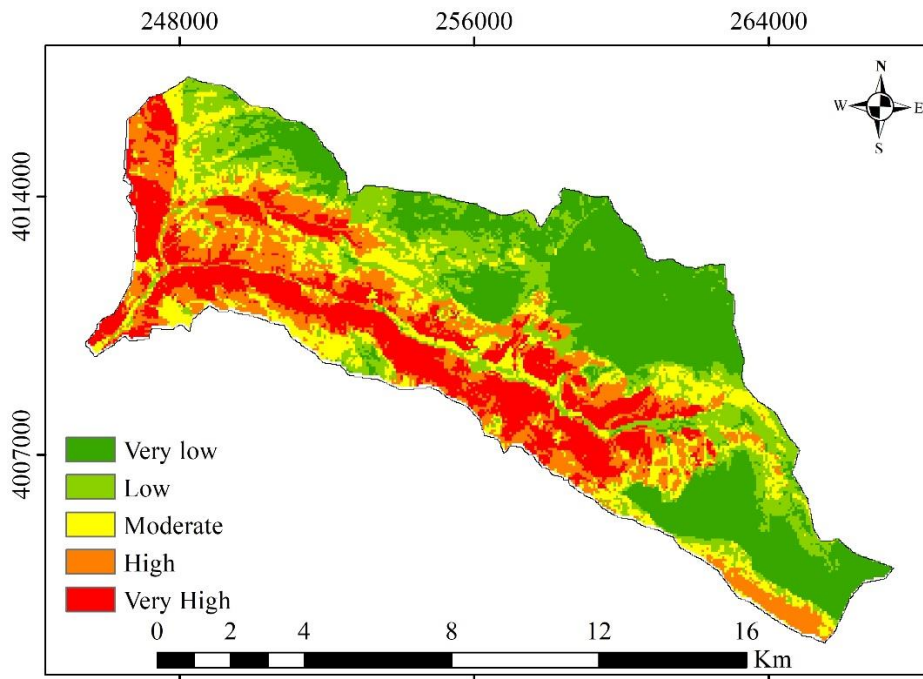 248000 256000 264000
N
W E
S
4014000
4007000
Very low
Low
Moderate
High
Very High
0 2 4 8 12 16
Km